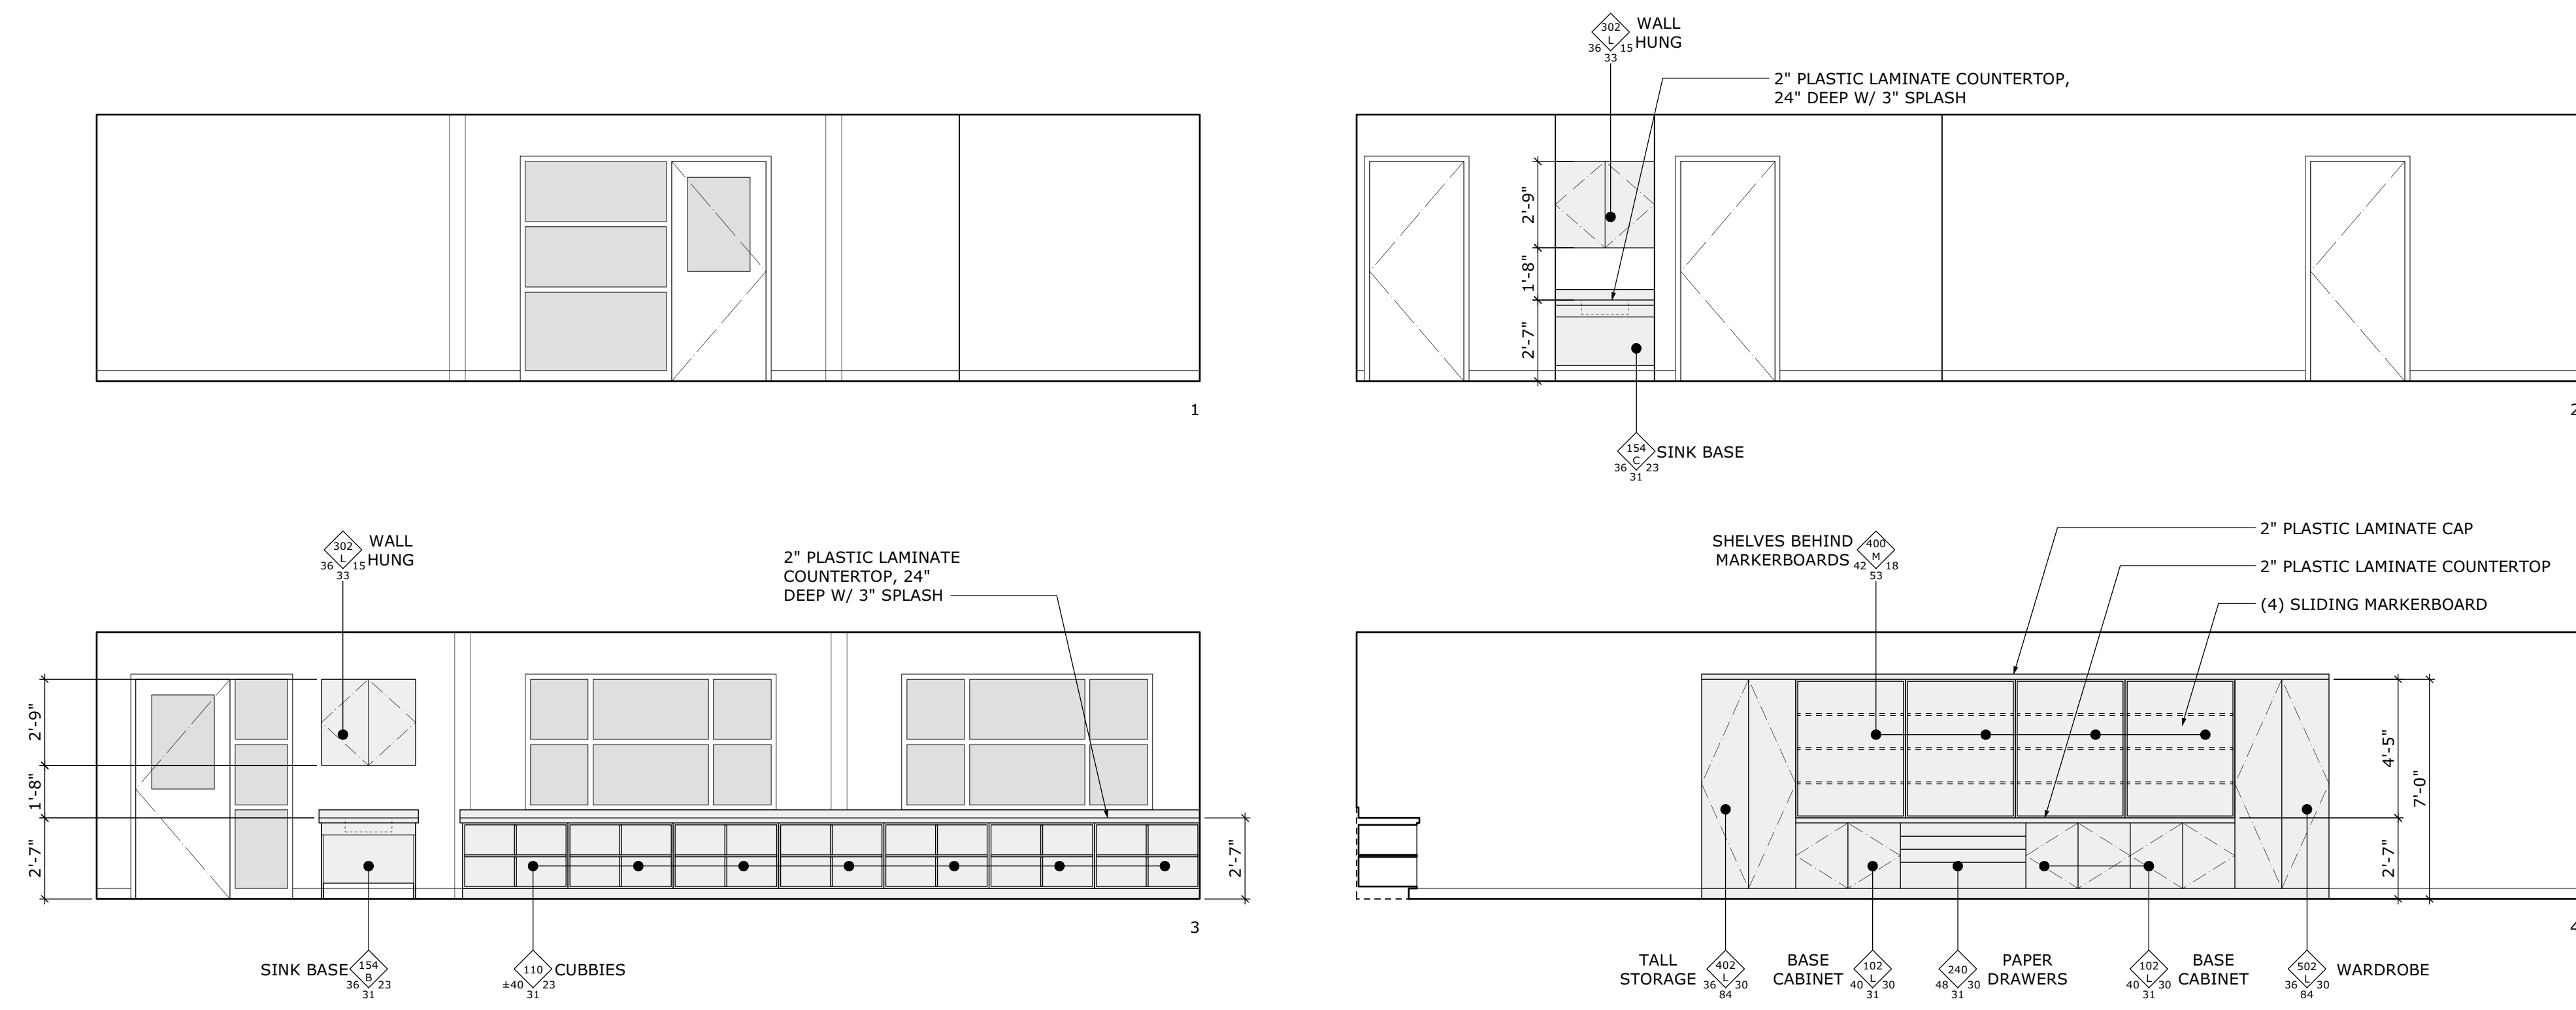 302
L
36 15
33
WALL
HUNG
2" PLASTIC LAMINATE COUNTERTOP,
24" DEEP W/ 3" SPLASH
2'-9"
1'-8"
2'-7"
1
2
154
C
36 23
31
SINK BASE
302
L
36 15
33
WALL
HUNG
2" PLASTIC LAMINATE
COUNTERTOP, 24"
DEEP W/ 3" SPLASH
2'-9"
1'-8"
2'-7"
2'-7"
3
SINK BASE
154
B
36 23
31
110
±40 23
31
CUBBIES
SHELVES BEHIND
MARKERBOARDS
400
M
42 18
53
2" PLASTIC LAMINATE CAP
2" PLASTIC LAMINATE COUNTERTOP
(4) SLIDING MARKERBOARD
4'-5"
7'-0"
2'-7"
4
TALL
STORAGE
402
L
36 30
84
BASE
CABINET
102
L
40 30
31
240
48 30
31
PAPER
DRAWERS
102
L
40 30
31
BASE
CABINET
502
L
36 30
84
WARDROBE